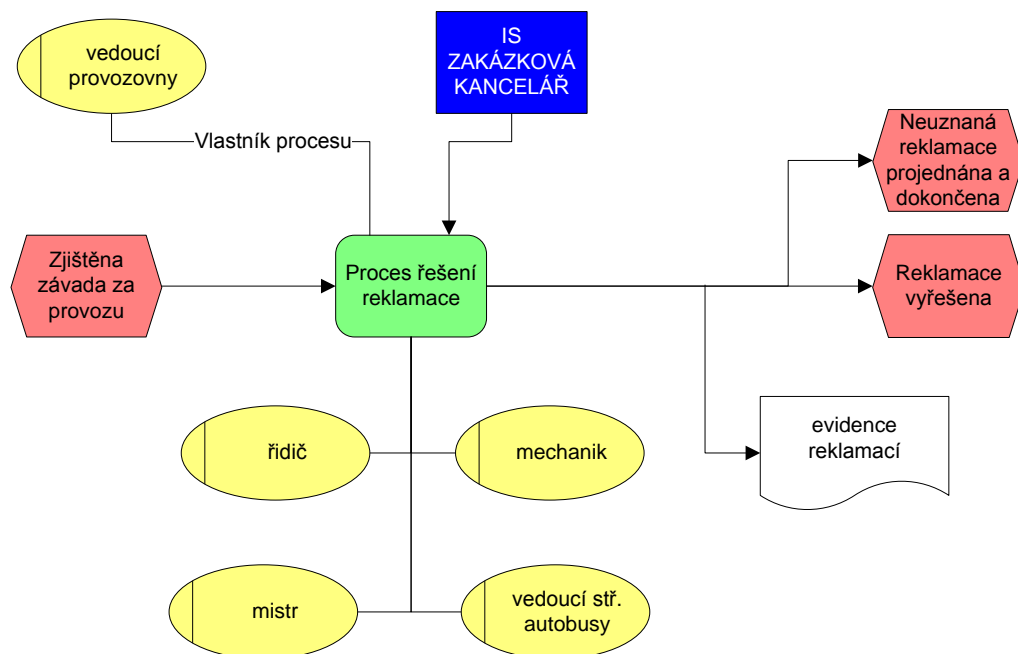 vedoucí
provozovny
IS
ZAKÁZKOVÁ
KANCELÁŘ
Vlastník procesu
Neuznaná
reklamace
projednána a
dokončena
Zjištěna
závada za
provozu
Proces řešení
reklamace
Reklamace
vyřešena
evidence
reklamací
řidič
mechanik
mistr
vedoucí stř.
autobusy